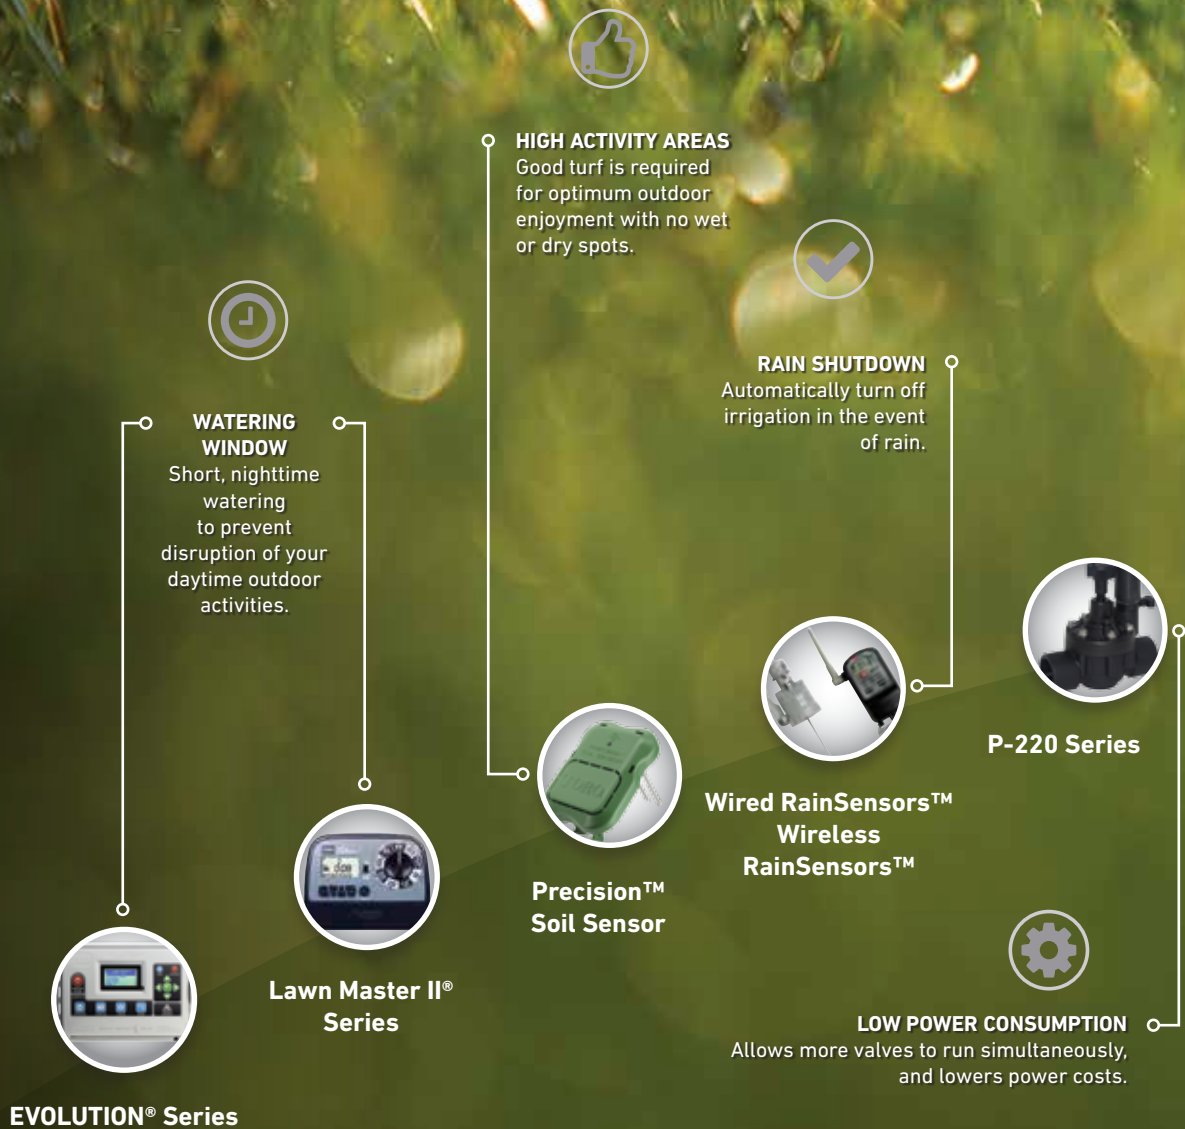 HIGH ACTIVITY AREAS
Good turf is required
for optimum outdoor
enjoyment with no wet
or dry spots.
RAIN SHUTDOWN
Automatically turn off
irrigation in the event
of rain.
WATERING
WINDOW
Short, nighttime
watering
to prevent
disruption of your
daytime outdoor
activities.
P-220 Series
Wired RainSensors™
Wireless
RainSensors™
TORO
Precision™
Soil Sensor
Lawn Master II®
Series
LOW POWER CONSUMPTION
Allows more valves to run simultaneously,
and lowers power costs.
EVOLUTION® Series